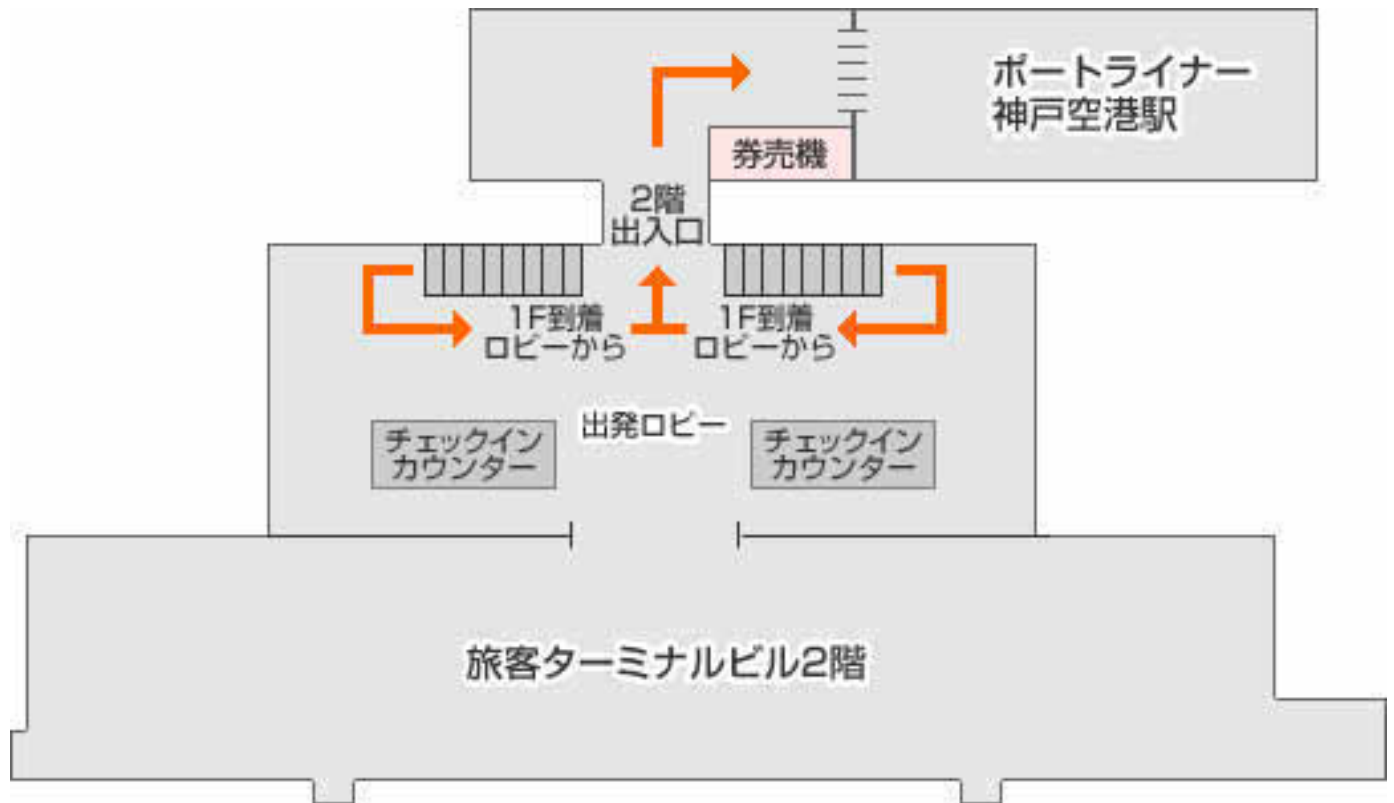 ポートライナー
神戸空港駅
券売機
2階
出入口
1F到着
ロビーから
1F到着
ロビーから
出発ロビー
チェックイン
カウンター
チェックイン
カウンター
旅客ターミナルビル2階